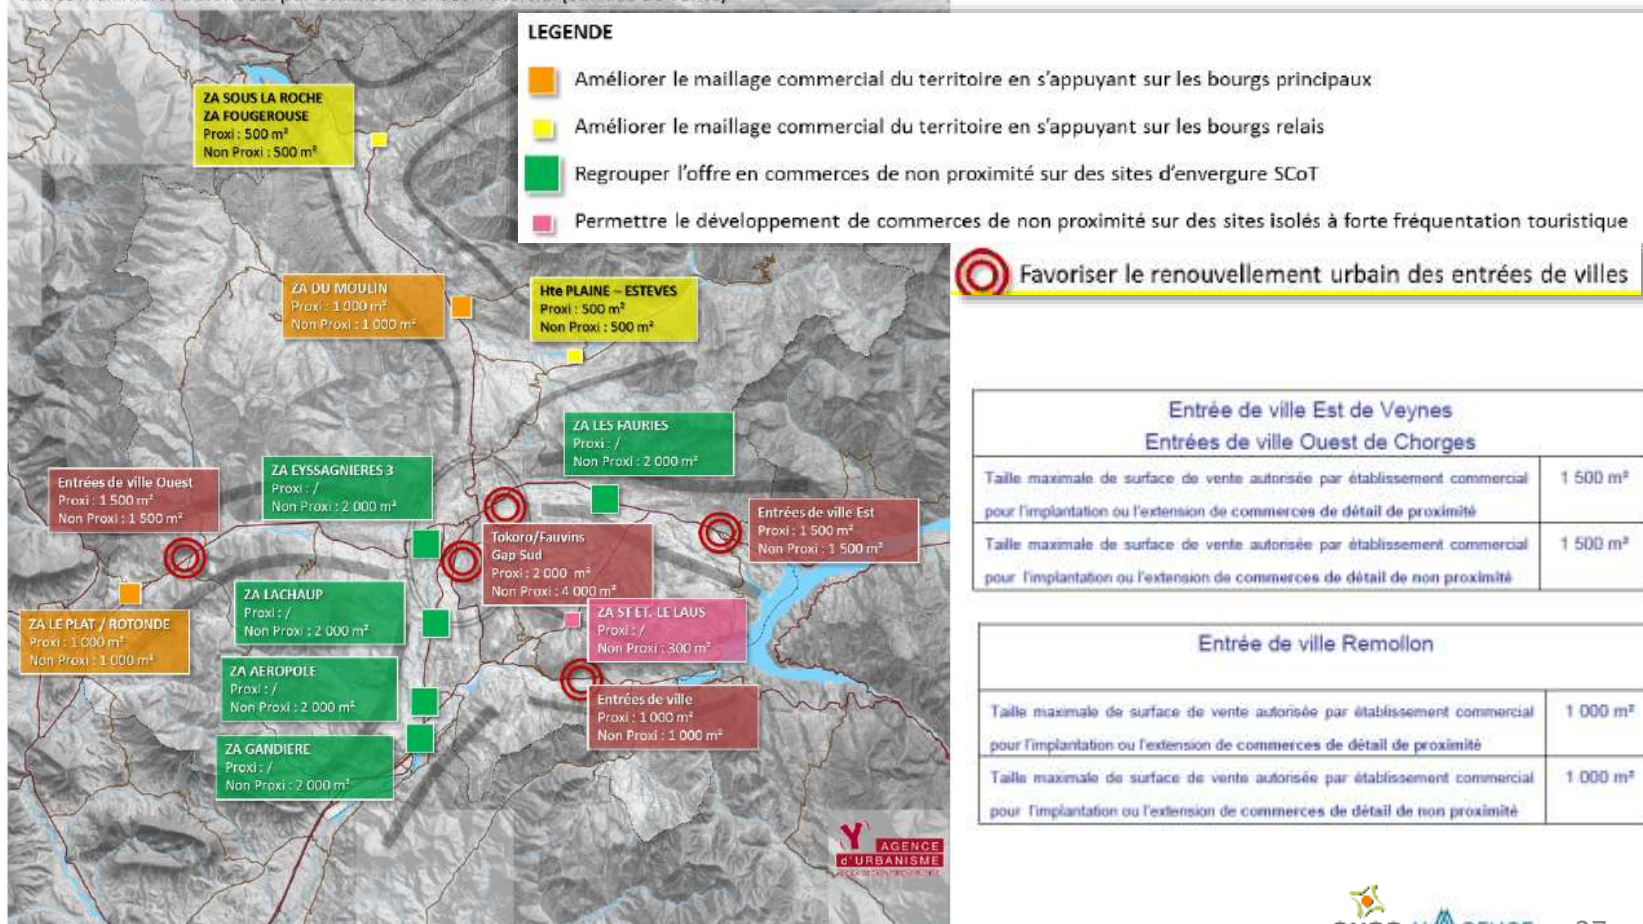 LEGENDE
Améliorer le maillage commercial du territoire en s'appuyant sur les bourgs principaux
Améliorer le maillage commercial du territoire en s'appuyant sur les bourgs relais
Regrouper l'offre en commerces de non proximité sur des sites d'envergure SCoT
Permettre le développement de commerces de non proximité sur des sites isolés à forte fréquentation touristique
Favoriser le renouvellement urbain des entrées de villes
ZA SOUS LA ROCHE
ZA FOUGEROUSE
Proxi : 500 m²
Non Proxi : 500 m²
ZA DU MOULIN
Proxi : 1 000 m²
Non Proxi : 1 000 m²
Hte PLAINE – ESTEVES
Proxi : 500 m²
Non Proxi : 500 m²
ZA LES FAURIES
Proxi : /
Non Proxi : 2 000 m²
ZA EYSSAGNIERES 3
Proxi : /
Non Proxi : 2 000 m²
Entrées de ville Ouest
Proxi : 1 500 m²
Non Proxi : 1 500 m²
Tokoro/Fauvins
Gap Sud
Proxi : 2 000 m²
Non Proxi : 4 000 m²
Entrées de ville Est
Proxi : 1 500 m²
Non Proxi : 1 500 m²
ZA LACHAUP
Proxi : /
Non Proxi : 2 000 m²
ZA LE PLAT / ROTONDE
Proxi : 1 000 m²
Non Proxi : 1 000 m²
ZA ST ET. LE LAUS
Proxi : /
Non Proxi : 300 m²
ZA AEROPOLE
Proxi : /
Non Proxi : 2 000 m²
Entrées de ville
Proxi : 1 000 m²
Non Proxi : 1 000 m²
ZA GANDIERE
Proxi : /
Non Proxi : 2 000 m²
AGENCE
d'URBANISME
Entrée de ville Est de Veynes
Entrées de ville Ouest de Chorges
Taille maximale de surface de vente autorisée par établissement commercial 1 500 m²
pour l'implantation ou l'extension de commerces de détail de proximité
Taille maximale de surface de vente autorisée par établissement commercial 1 500 m²
pour l'implantation ou l'extension de commerces de détail de non proximité
Entrée de ville Remollon
Taille maximale de surface de vente autorisée par établissement commercial 1 000 m²
pour l'implantation ou l'extension de commerces de détail de proximité
Taille maximale de surface de vente autorisée par établissement commercial 1 000 m²
pour l'implantation ou l'extension de commerces de détail de non proximité